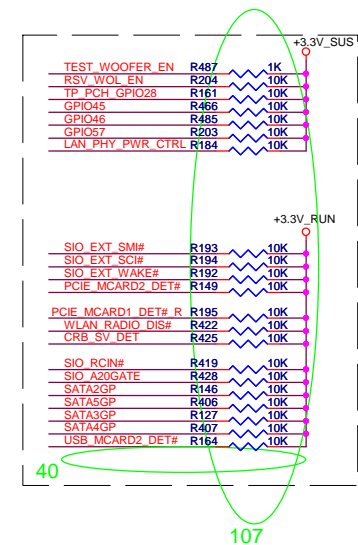 +3.3V_SUS
TEST_WOOFER_EN R487 1K
RSV_WOL_EN R204 10K
TP_PCH_GPIO28 R161 10K
GPIO45 R466 10K
GPIO46 R485 10K
GPIO57 R203 10K
LAN_PHY_PWR_CTRL R184 10K
+3.3V_RUN
SIO_EXT_SMI# R193 10K
SIO_EXT_SCI# R194 10K
SIO_EXT_WAKE# R192 10K
PCIE_MCARD2_DET# R149 10K
PCIE_MCARD1_DET#_R R195 10K
WLAN_RADIO_DIS# R422 10K
CRB_SV_DET R425 10K
SIO_RCIN# R419 10K
SIO_A20GATE R428 10K
SATA2GP R146 10K
SATA5GP R406 10K
SATA3GP R127 10K
SATA4GP R407 10K
USB_MCARD2_DET# R164 10K
40
107